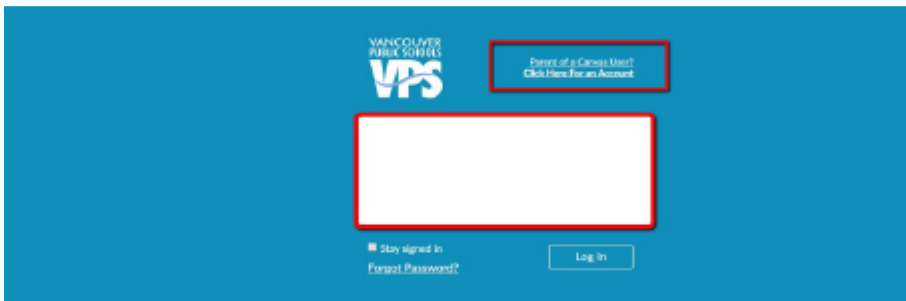 VANCOUVER
PUBLIC SCHOOLS
VPS
Parent of a Canvas User?
Click Here For an Account
Stay signed in
Forgot Password?
Log In